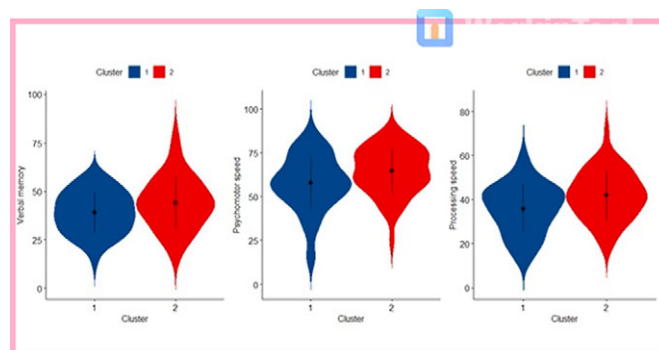 Cluster 1 2
Verbal memory
100
75
50
25
0
1 2
Cluster
Cluster 1 2
Psychomotor speed
100
75
50
25
0
1 2
Cluster
Cluster 1 2
Processing speed
80
60
40
20
0
1 2
Cluster